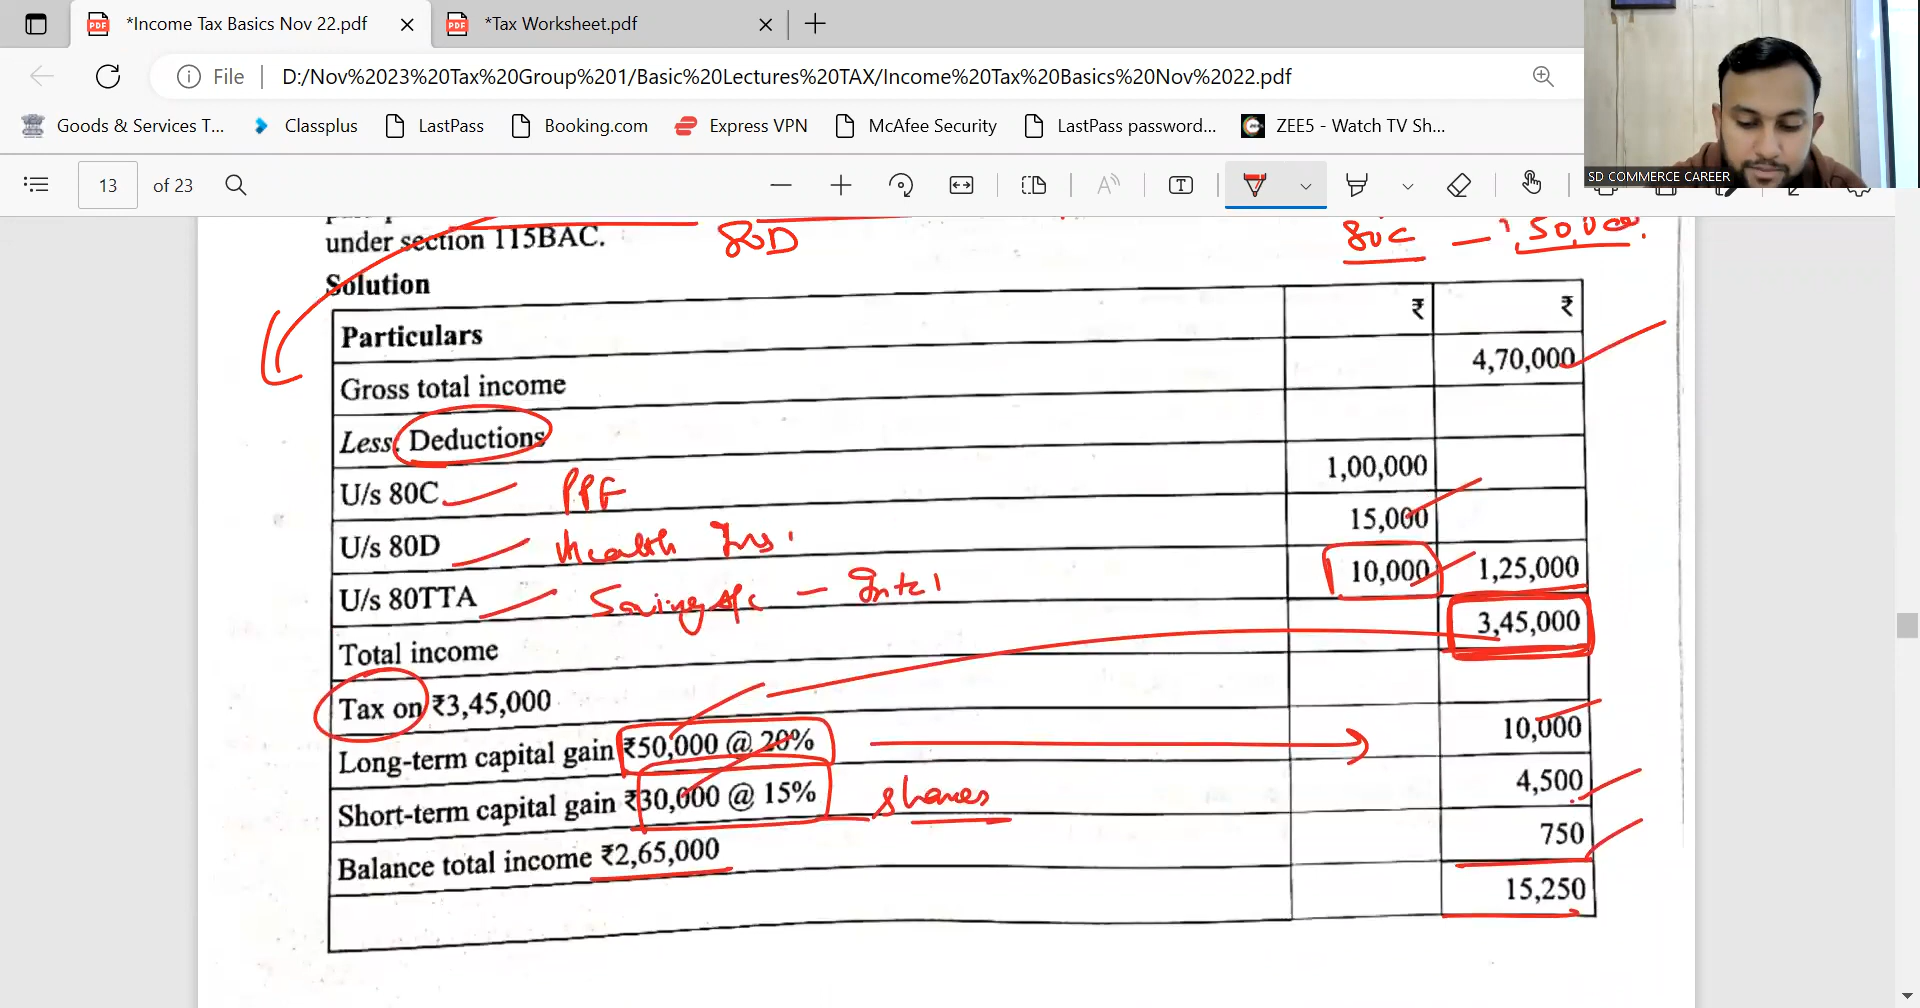 *Income Tax Basics Nov 22.pdf
*Tax Worksheet.pdf
File D:/Nov%2023%20Tax%20Group%201/Basic%20Lectures%20TAX/Income%20Tax%20Basics%20Nov%2022.pdf
Goods & Services T... Classplus LastPass Booking.com Express VPN McAfee Security LastPass password... ZEE5 - Watch TV Sh...
13 of 23
SD COMMERCE CAREER
under section 115BAC. 80D 80C — 1,50,000.
Solution
Particulars ₹ ₹
Gross total income 4,70,000
Less: Deductions
U/s 80C PPF 1,00,000
U/s 80D Health Ins. 15,000
U/s 80TTA Saving A/c — Int 10,000 1,25,000
Total income 3,45,000
Tax on ₹3,45,000
Long-term capital gain ₹50,000 @ 20% 10,000
Short-term capital gain ₹30,000 @ 15% shares 4,500
Balance total income ₹2,65,000 750
15,250